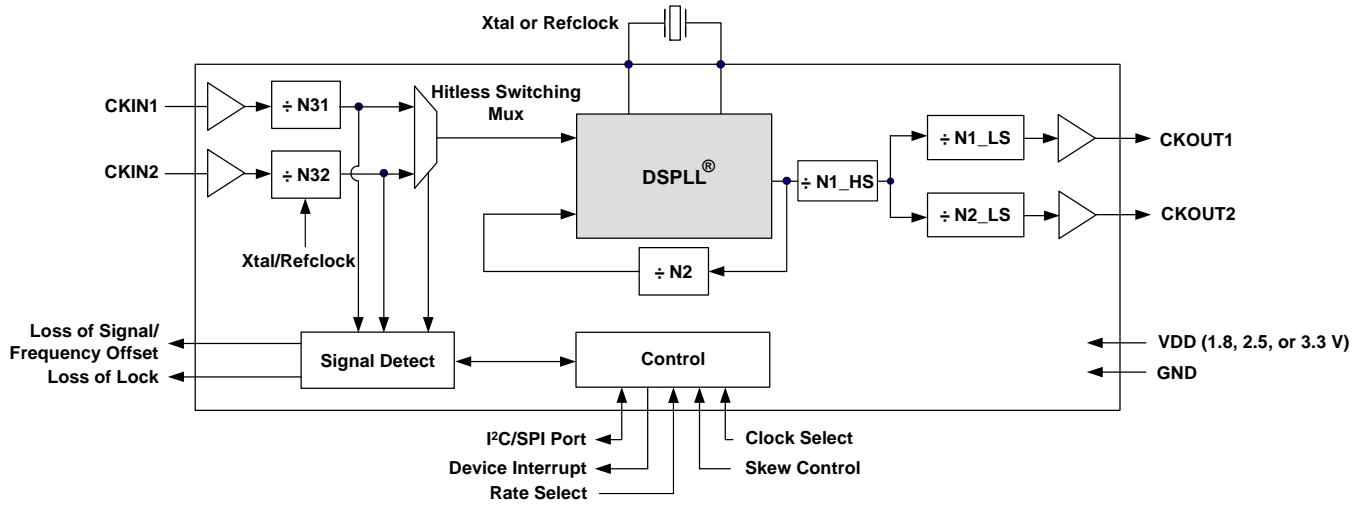 Xtal or Refclock
CKIN1
÷ N31
Hitless Switching
Mux
CKIN2
÷ N32
Xtal/Refclock
DSPLL®
÷ N1_HS
÷ N1_LS
CKOUT1
÷ N2_LS
CKOUT2
÷ N2
Loss of Signal/
Frequency Offset
Loss of Lock
Signal Detect
Control
VDD (1.8, 2.5, or 3.3 V)
GND
I²C/SPI Port
Device Interrupt
Rate Select
Clock Select
Skew Control